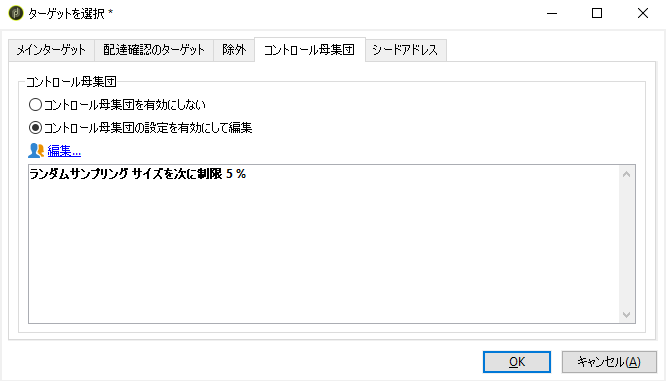 ターゲットを選択 *
メインターゲット 配達確認のターゲット 除外 コントロール母集団 シードアドレス
コントロール母集団
コントロール母集団を有効にしない
コントロール母集団の設定を有効にして編集
編集...
ランダムサンプリング サイズを次に制限 5 %
OK キャンセル(A)